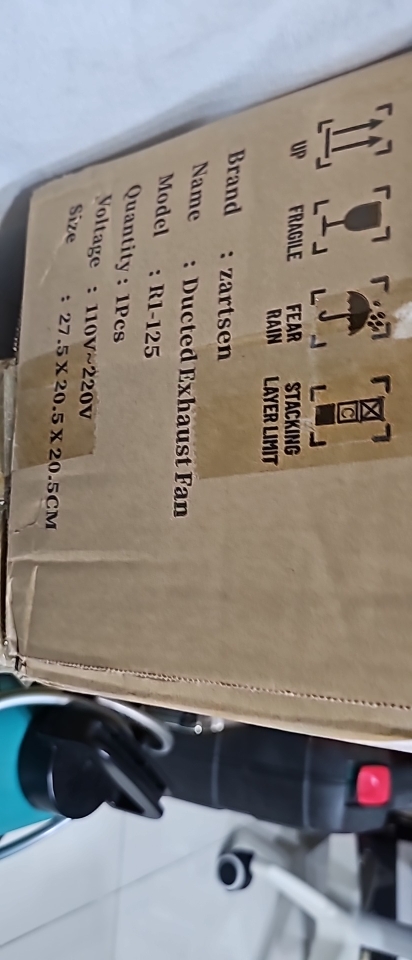 UP
FRAGILE
FEAR RAIN
STACKING LAYER LIMIT
C
Brand : zartsen
Name : Ducted Exhaust Fan
Model : R1-125
Quantity : 1Pcs
Voltage : 110V~220V
Size : 27.5X20.5X20.5CM